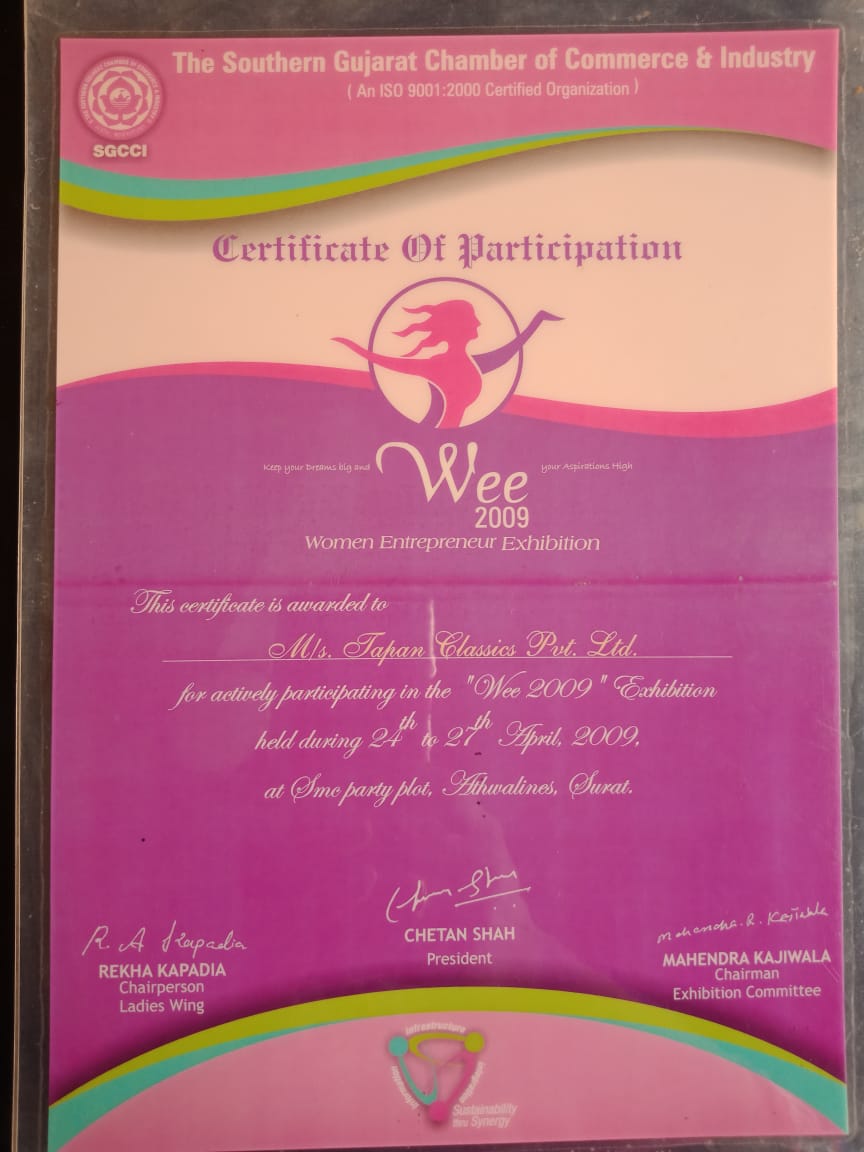 The Southern Gujarat Chamber of Commerce & Industry
( An ISO 9001:2000 Certified Organization )
SGCCI
Certificate Of Participation
Keep your Dreams big and Wee your Aspirations High
2009
Women Entrepreneur Exhibition
This certificate is awarded to
M/s. Tapan Classics Pvt. Ltd.
for actively participating in the "Wee 2009" Exhibition
held during 24th to 27th April, 2009,
at Smc party plot, Athwalines, Surat.
R. A Kapadia
REKHA KAPADIA
Chairperson
Ladies Wing
CHETAN SHAH
President
MAHENDRA KAJIWALA
Chairman
Exhibition Committee
Infrastructure
Information
Integration
Sustainability
thru Synergy